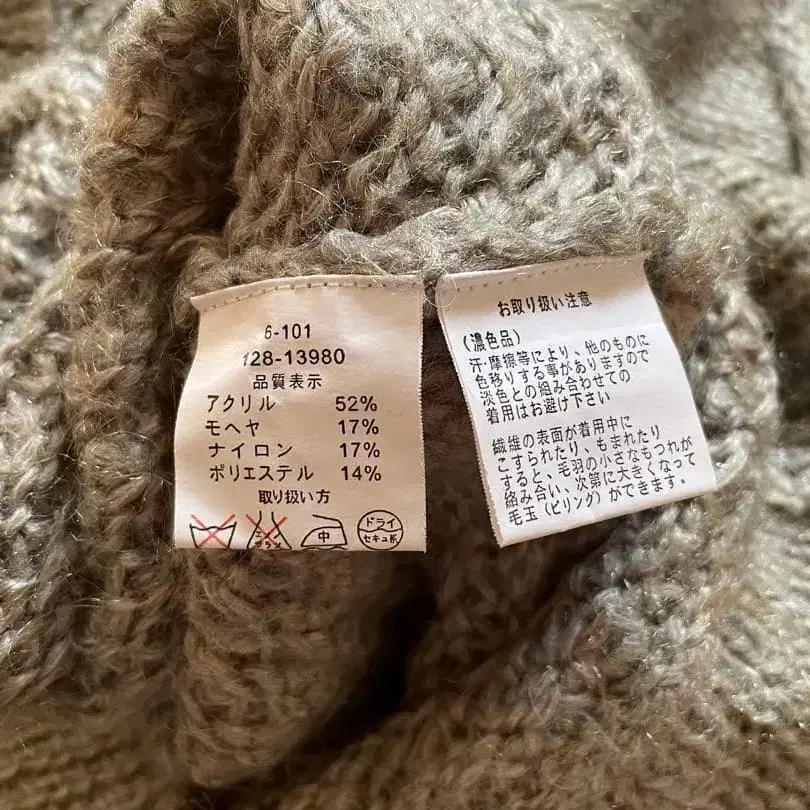 6-101
128-13980
品質表示
アクリル 52%
モヘヤ 17%
ナイロン 17%
ポリエステル 14%
取り扱い方
エンソ
サラシ
中
ドライ
セキユ系
お取り扱い注意
(濃色品)
汗・摩擦等により、他のものに
色移りする事がありますので
淡色との組み合わせての
着用はお避け下さい
繊維の表面が着用中に
こすられたり、もまれたり
すると、毛羽の小さなもつれが
絡み合い、次第に大きくなって
毛玉(ピリング)ができます。